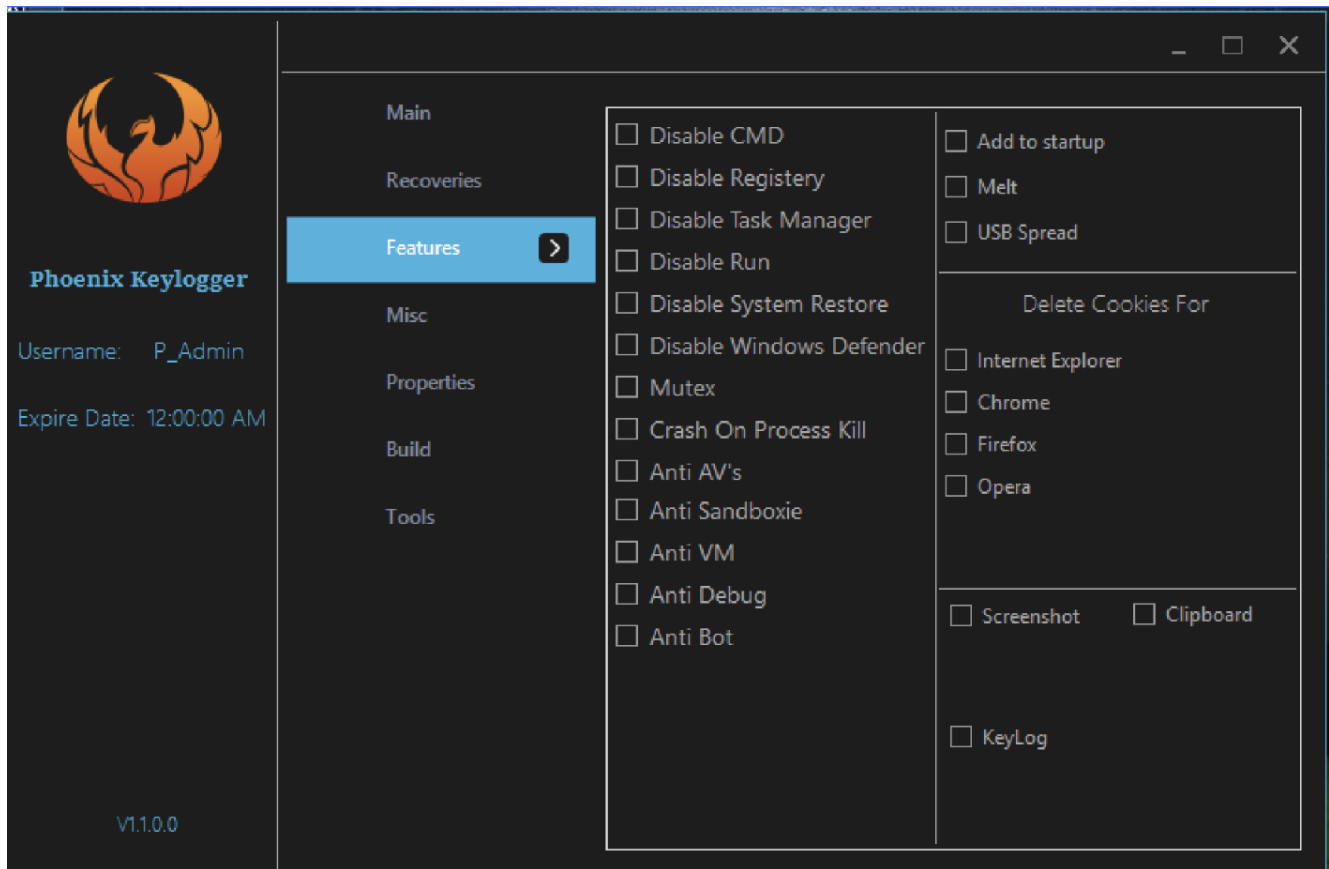 Phoenix Keylogger
Username: P_Admin
Expire Date: 12:00:00 AM
V1.1.0.0
Main
Recoveries
Features
Misc
Properties
Build
Tools
Disable CMD
Disable Registery
Disable Task Manager
Disable Run
Disable System Restore
Disable Windows Defender
Mutex
Crash On Process Kill
Anti AV's
Anti Sandboxie
Anti VM
Anti Debug
Anti Bot
Add to startup
Melt
USB Spread
Delete Cookies For
Internet Explorer
Chrome
Firefox
Opera
Screenshot Clipboard
KeyLog